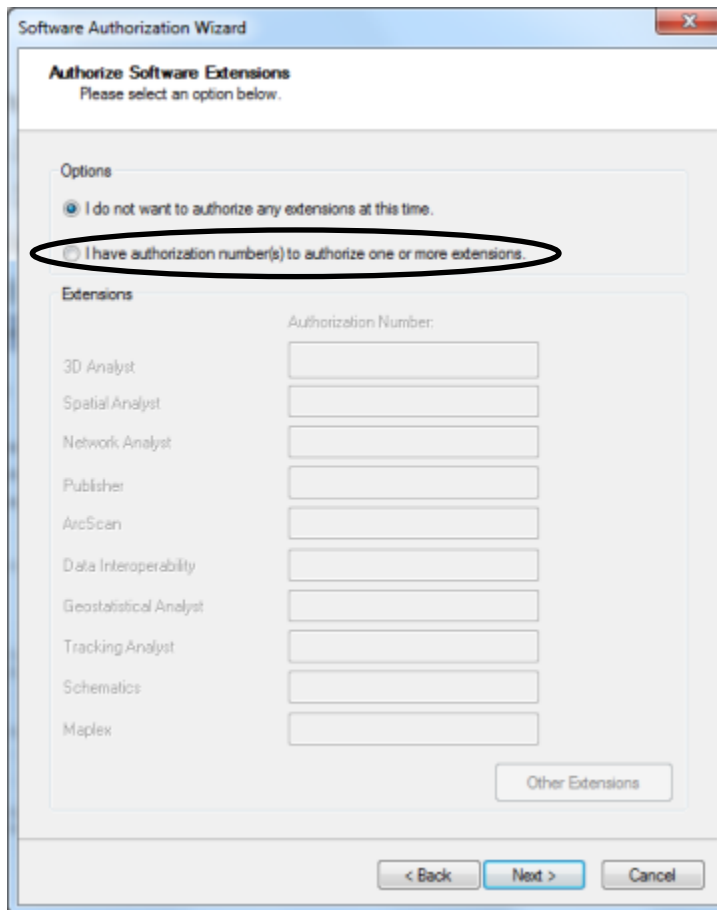 Software Authorization Wizard
Authorize Software Extensions
Please select an option below.
Options
I do not want to authorize any extensions at this time.
I have authorization number(s) to authorize one or more extensions.
Extensions
Authorization Number:
3D Analyst
Spatial Analyst
Network Analyst
Publisher
ArcScan
Data Interoperability
Geostatistical Analyst
Tracking Analyst
Schematics
Maplex
Other Extensions
< Back Next > Cancel